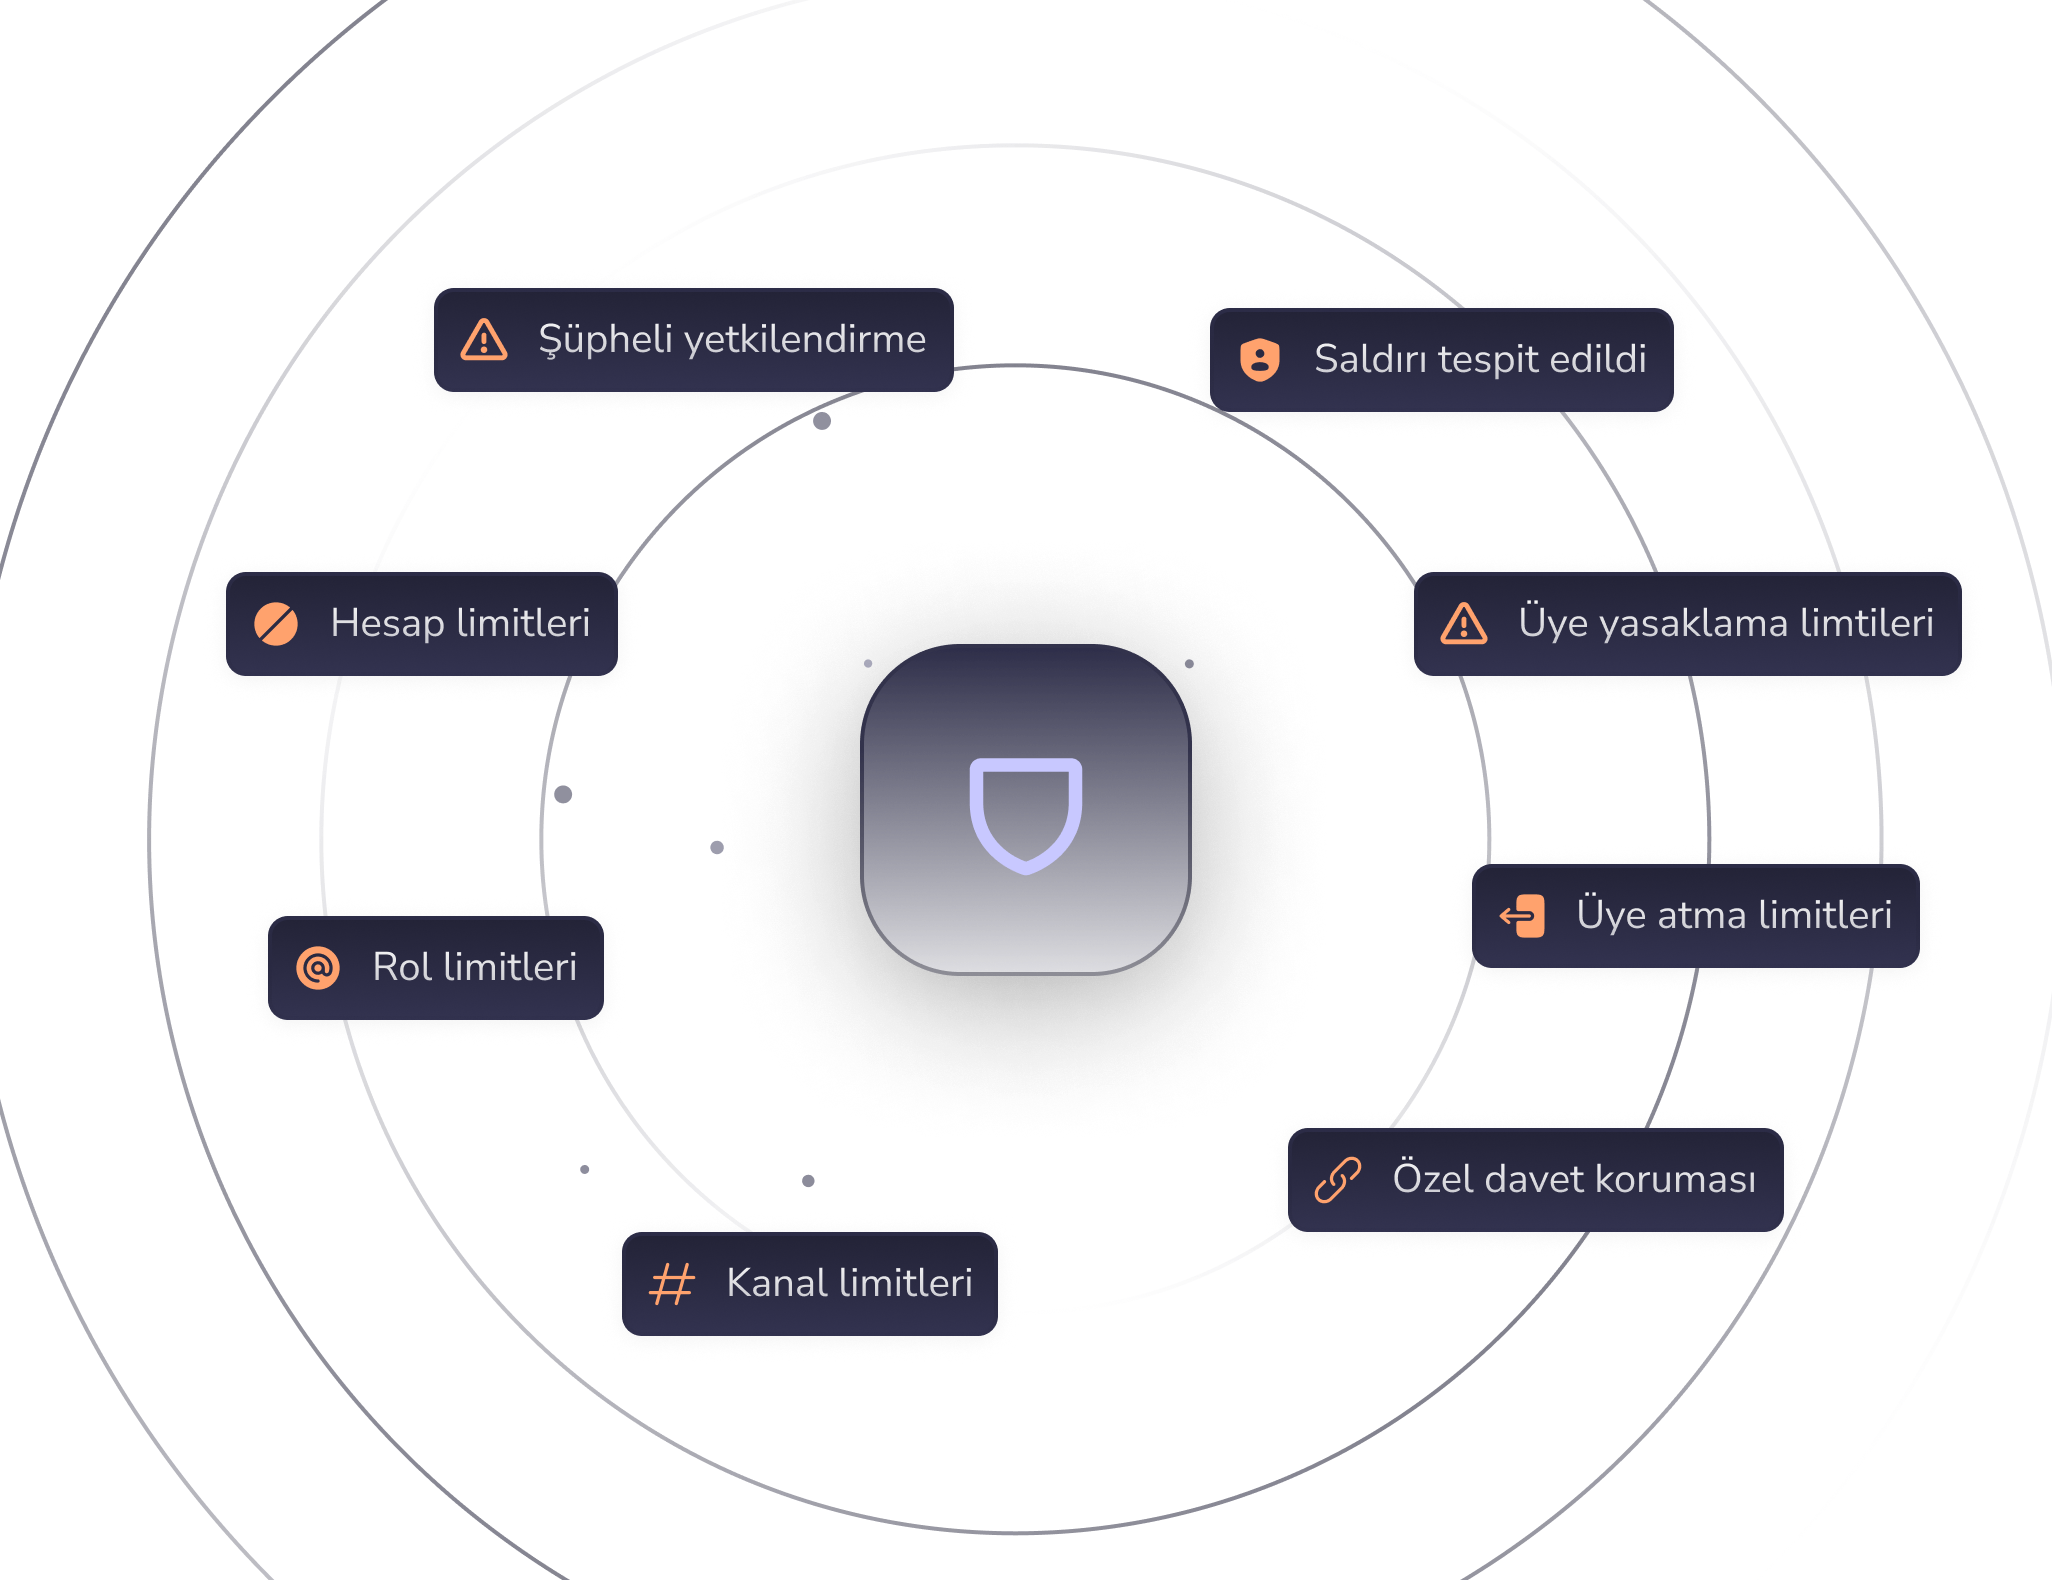 Şüpheli yetkilendirme
Saldırı tespit edildi
Hesap limitleri
Üye yasaklama limtileri
Üye atma limitleri
Rol limitleri
Özel davet koruması
Kanal limitleri